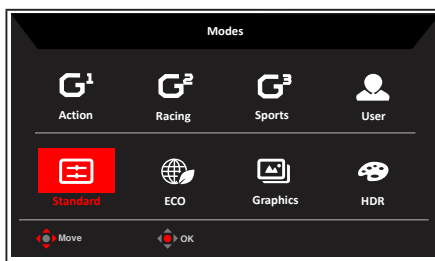 Modes
G¹ G² G³
Action Racing Sports User
Standard ECO Graphics HDR
Move OK